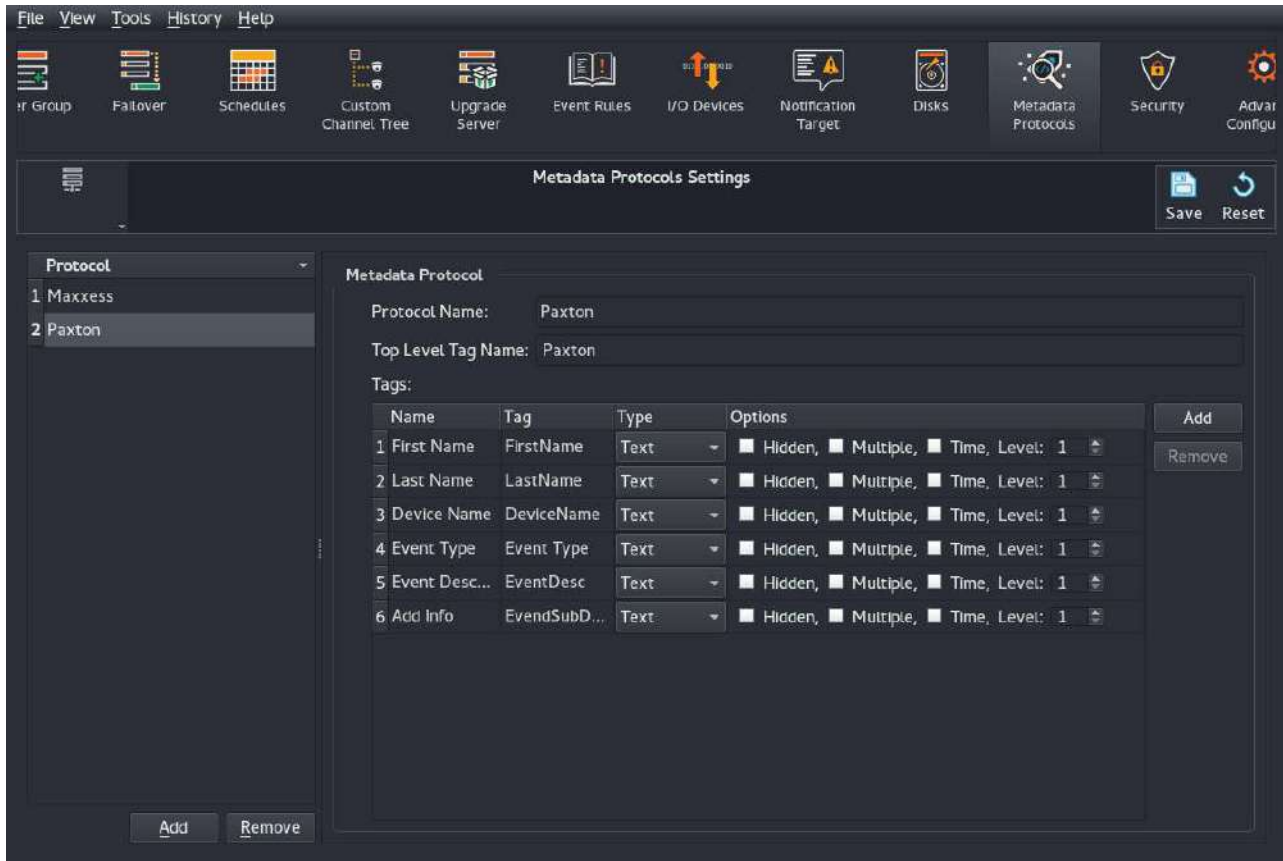 File View Tools History Help
er Group Failover Schedules Custom Channel Tree Upgrade Server Event Rules I/O Devices Notification Target Disks Metadata Protocols Security Advar Configu
Metadata Protocols Settings
Save Reset
Protocol
1 Maxxess
2 Paxton
Metadata Protocol
Protocol Name: Paxton
Top Level Tag Name: Paxton
Tags:
Name Tag Type Options
1 First Name FirstName Text Hidden, Multiple, Time, Level: 1
2 Last Name LastName Text Hidden, Multiple, Time, Level: 1
3 Device Name DeviceName Text Hidden, Multiple, Time, Level: 1
4 Event Type Event Type Text Hidden, Multiple, Time, Level: 1
5 Event Desc... EventDesc Text Hidden, Multiple, Time, Level: 1
6 Add Info EvendSubD... Text Hidden, Multiple, Time, Level: 1
Add
Remove
Add Remove